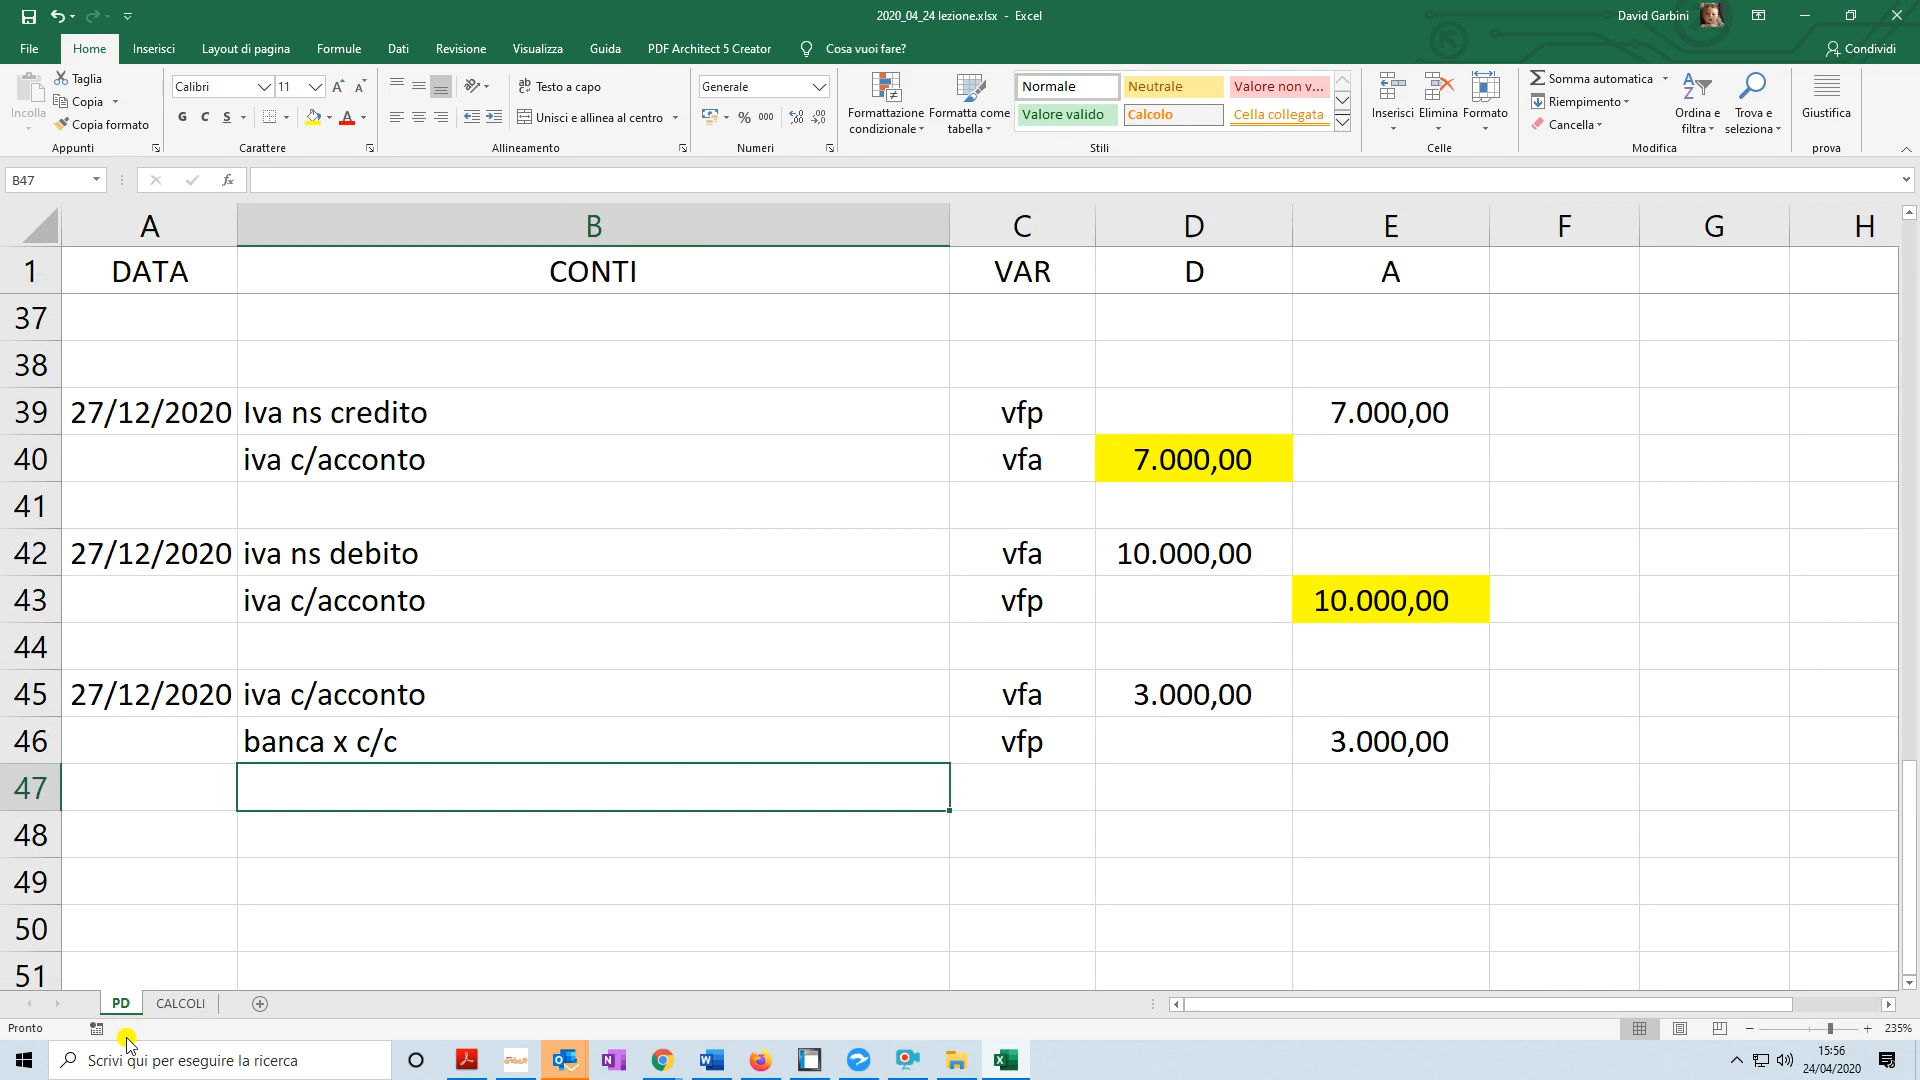 2020_04_24 lezione.xlsx - Excel
David Garbini
File Home Inserisci Layout di pagina Formule Dati Revisione Visualizza Guida PDF Architect 5 Creator Cosa vuoi fare? Condividi
Incolla
Taglia
Copia
Copia formato
Appunti
Calibri 11
G C S
Carattere
Testo a capo
Unisci e allinea al centro
Allineamento
Generale
% 000
Numeri
Formattazione condizionale
Formatta come tabella
Normale Neutrale Valore non v...
Valore valido Calcolo Cella collegata
Stili
Inserisci Elimina Formato
Celle
Somma automatica
Riempimento
Cancella
Ordina e filtra
Trova e seleziona
Modifica
Giustifica
prova
B47 fx
A B C D E F G H
1 DATA CONTI VAR D A
37
38
39 27/12/2020 Iva ns credito vfp 7.000,00
40 iva c/acconto vfa 7.000,00
41
42 27/12/2020 iva ns debito vfa 10.000,00
43 iva c/acconto vfp 10.000,00
44
45 27/12/2020 iva c/acconto vfa 3.000,00
46 banca x c/c vfp 3.000,00
47
48
49
50
51
PD CALCOLI
Pronto 235%
Scrivi qui per eseguire la ricerca
15:56
24/04/2020